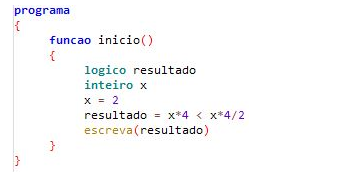 programa
{
funcao inicio()
{
logico resultado
inteiro x
x = 2
resultado = x*4 < x*4/2
escreva(resultado)
}
}